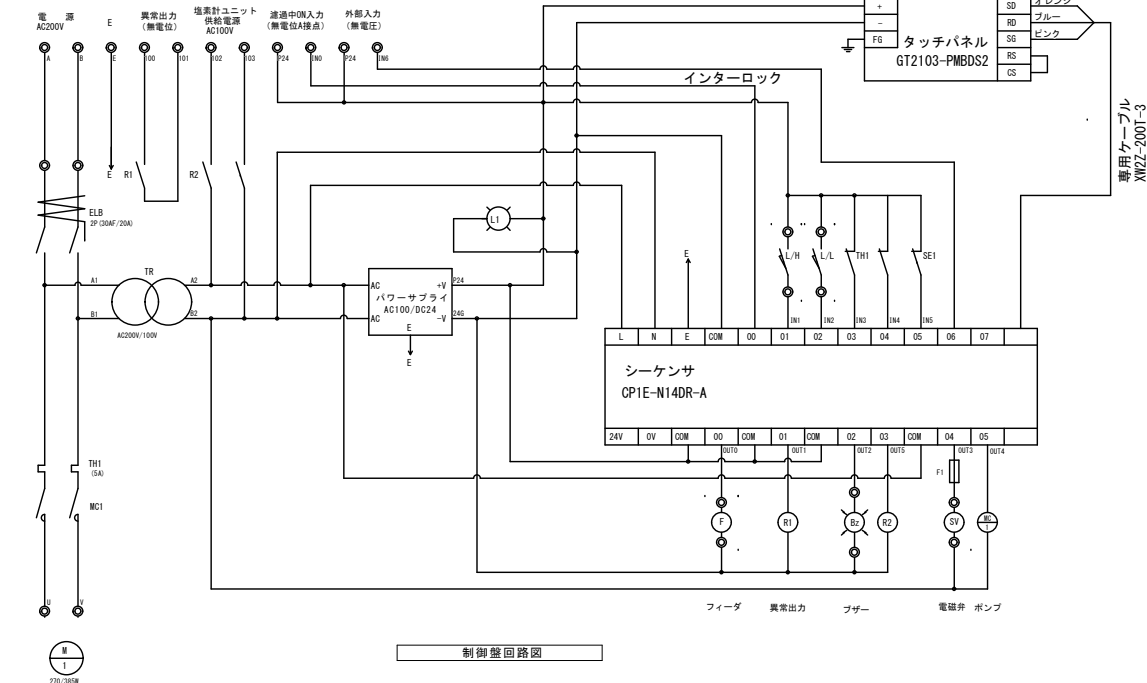 電　源
AC200V
E
異常出力
(無電位)
塩素計ユニット
供給電源
AC100V
濾過中ON入力
(無電位A接点)
外部入力
(無電圧)
A
B
E
100
101
102
103
P24
IN0
P24
IN6
+
-
FG
タッチパネル
GT2103-PMBDS2
SD
RD
SG
RS
CS
オレンジ
ブルー
ピンク
インターロック
専用ケーブル
XW2Z-200T-3
E
R1
R2
ELB
2P(30AF/20A)
L1
TR
A1
A2
B1
B2
AC200V/100V
AC
+V
P24
パワーサプライ
AC100/DC24
AC
-V
24G
E
E
E
L/H
L/L
TH1
SE1
IN1
IN2
IN3
IN4
IN5
L
N
E
COM
00
01
02
03
04
05
06
07
シーケンサ
CP1E-N14DR-A
24V
0V
COM
00
COM
01
COM
02
03
COM
04
05
OUT0
OUT1
OUT2
OUT5
OUT3
OUT4
TH1
(5A)
MC1
F1
F
R1
Bz
R2
SV
MC
1
フィーダ
異常出力
ブザー
電磁弁
ポンプ
U
V
M
1
270/385W
制御盤回路図